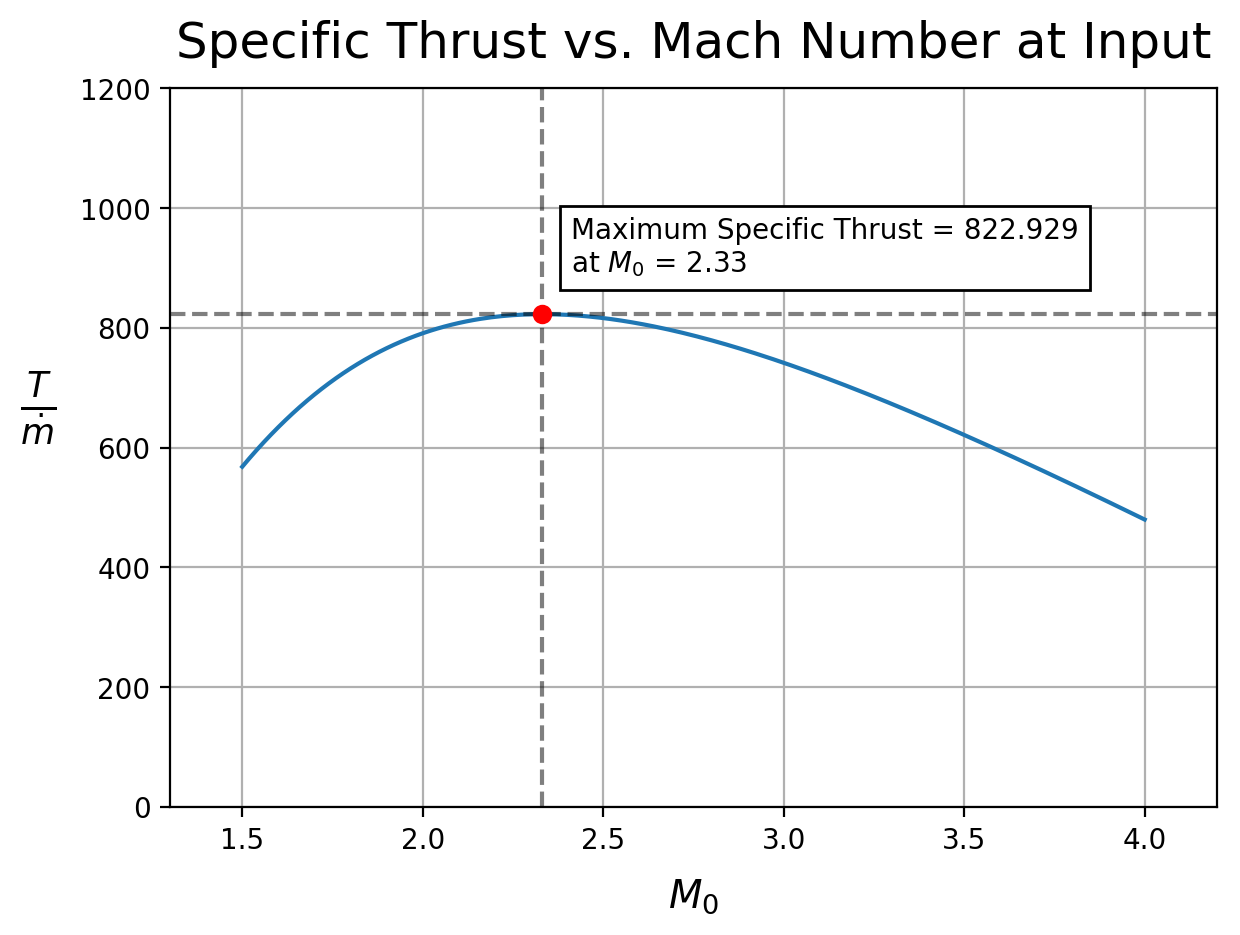 Specific Thrust vs. Mach Number at Input
1200
1000
800
600
400
200
0
T
ṁ
Maximum Specific Thrust = 822.929
at M₀ = 2.33
1.5 2.0 2.5 3.0 3.5 4.0
M₀